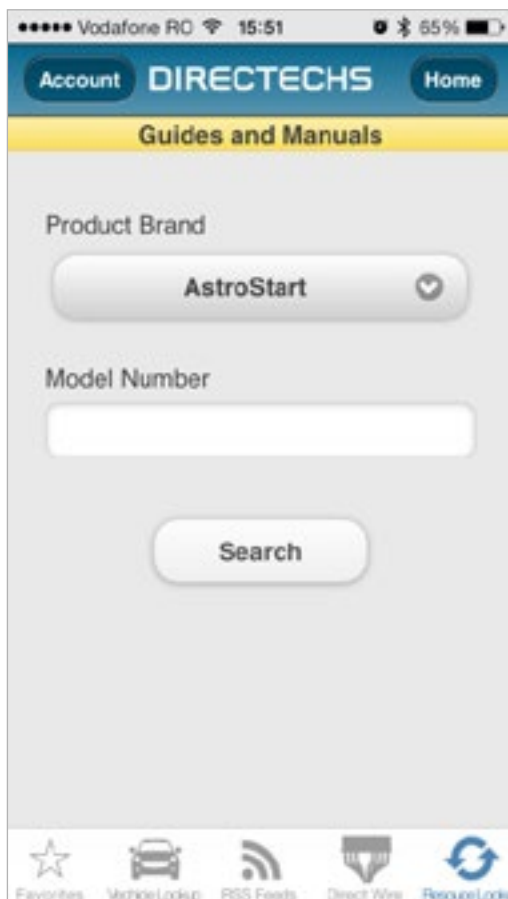 Vodafone RO 15:51 65%
Account DIRECTECHS Home
Guides and Manuals
Product Brand
AstroStart
Model Number
Search
Favorites Vechicle Lookup RSS Feeds Direct Wire